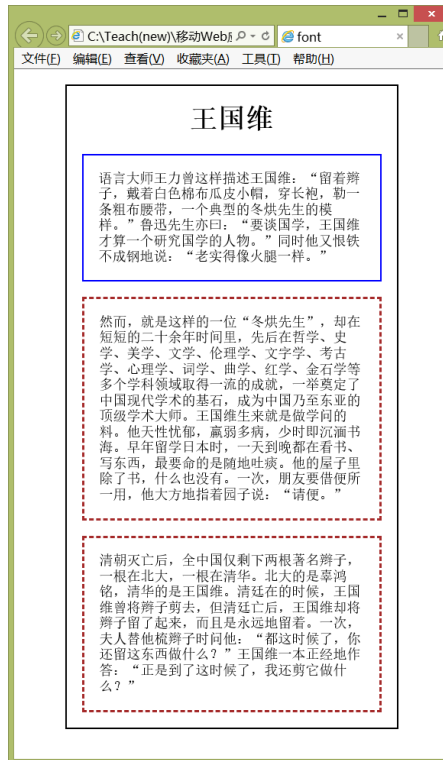 C:\Teach(new)\移动Web
font
×
文件(F) 编辑(E) 查看(V) 收藏夹(A) 工具(T) 帮助(H)
王国维
语言大师王力曾这样描述王国维：“留着辫
子，戴着白色棉布瓜皮小帽，穿长袍，勒一
条粗布腰带，一个典型的冬烘先生的模
样。”鲁迅先生亦曰：“要谈国学，王国维
才算一个研究国学的人物。”同时他又恨铁
不成钢地说：“老实得像火腿一样。”
然而，就是这样的一位“冬烘先生”，却在
短短的二十余年时间里，先后在哲学、史
学、美学、文学、伦理学、文字学、考古
学、心理学、词学、曲学、红学、金石学等
多个学科领域取得一流的成就，一举奠定了
中国现代学术的基石，成为中国乃至东亚的
顶级学术大师。王国维生来就是做学问的
料。他天性忧郁，羸弱多病，少时即沉湎书
海。早年留学日本时，一天到晚都在看书、
写东西，最要命的是随地吐痰。他的屋子里
除了书，什么也没有。一次，朋友要借便所
一用，他大方地指着园子说：“请便。”
清朝灭亡后，全中国仅剩下两根著名辫子，
一根在北大，一根在清华。北大的是辜鸿
铭，清华的是王国维。清廷在的时候，王国
维曾将辫子剪去，但清廷亡后，王国维却将
辫子留了起来，而且是永远地留着。一次，
夫人替他梳辫子时问他：“都这时候了，你
还留这东西做什么？”王国维一本正经地作
答：“正是到了这时候了，我还剪它做什
么？”